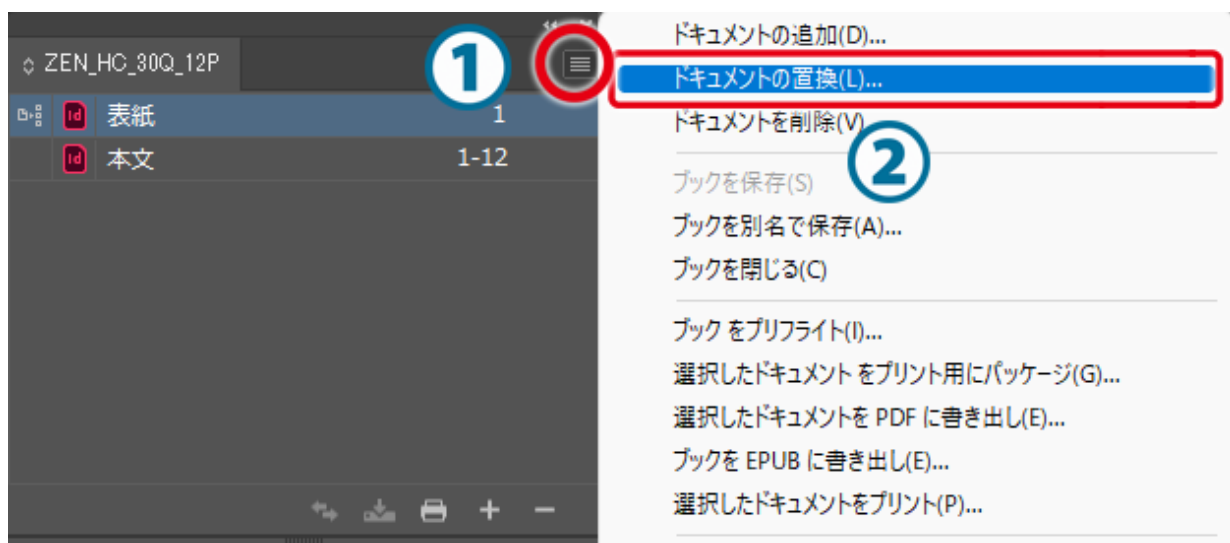 ZEN_HC_30Q_12P
1
Id 表紙 1
Id 本文 1-12
ドキュメントの追加(D)...
ドキュメントの置換(L)...
ドキュメントを削除(V)
2
ブックを保存(S)
ブックを別名で保存(A)...
ブックを閉じる(C)
ブック をプリフライト(I)...
選択したドキュメント をプリント用にパッケージ(G)...
選択したドキュメントを PDF に書き出し(E)...
ブックを EPUB に書き出し(E)...
選択したドキュメントをプリント(P)...